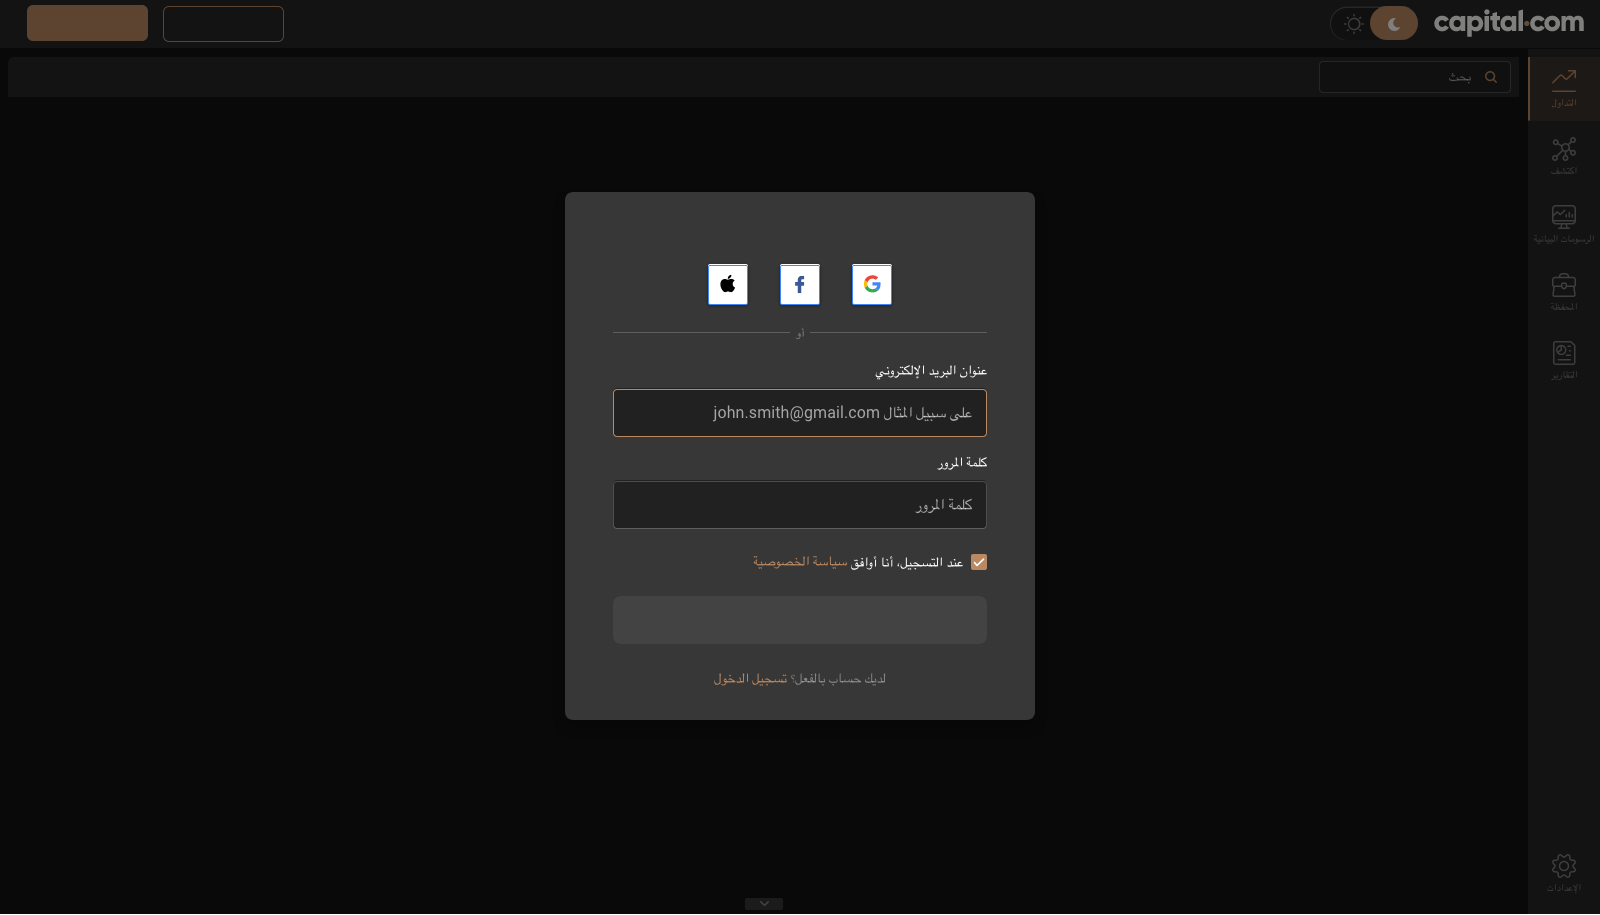 capital.com
بحث
التداول
اكتشف
الرسومات البيانية
المحفظة
التقارير
أو
عنوان البريد الإلكتروني
على سبيل المثال john.smith@gmail.com
كلمة المرور
كلمة المرور
عند التسجيل، أنا أوافق سياسة الخصوصية
لديك حساب بالفعل؟ تسجيل الدخول
الإعدادات